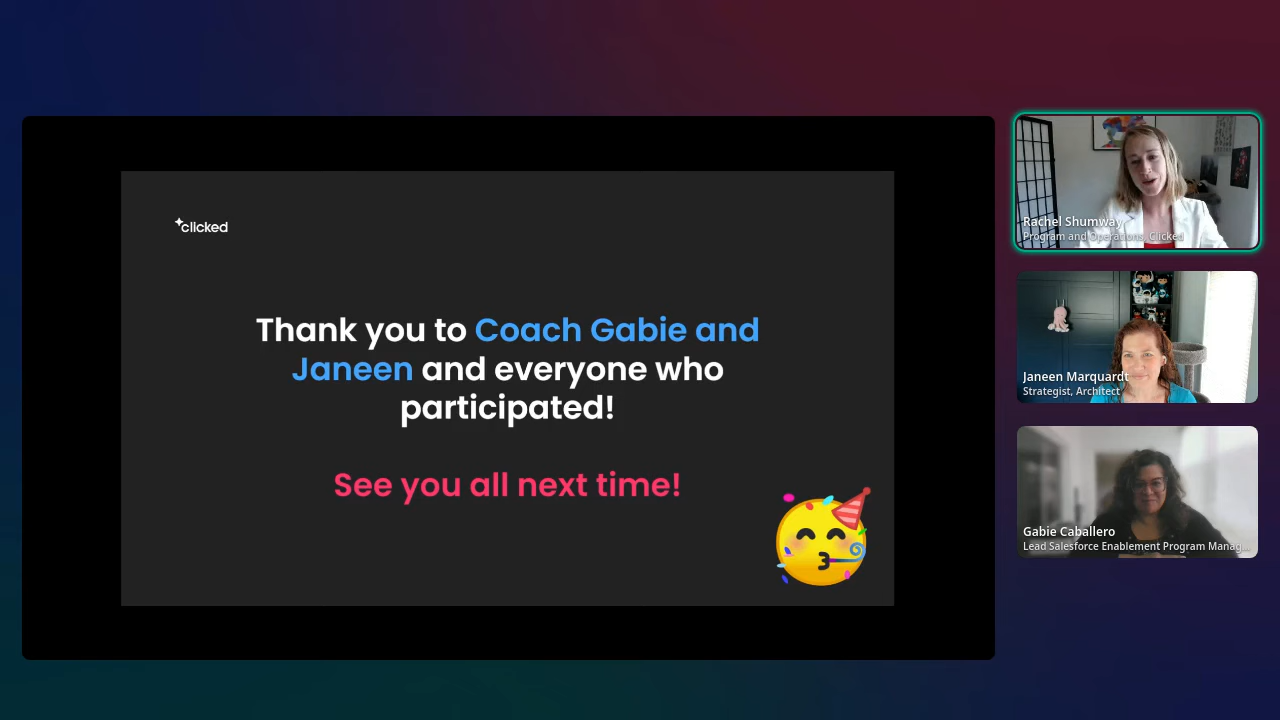 clicked
Thank you to Coach Gabie and
Janeen and everyone who
participated!
See you all next time!
Rachel Shumway
Program and Operations, Clicked
Janeen Marquardt
Strategist, Architect
Gabie Caballero
Lead Salesforce Enablement Program Manag...